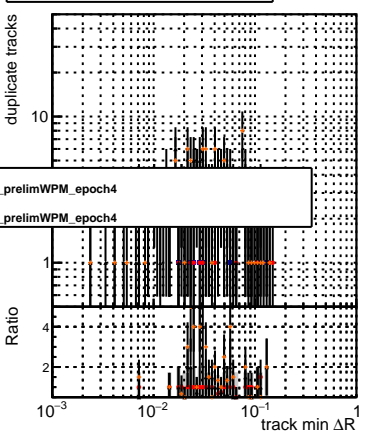 duplicate tracks
10
_prelimWPM_epoch4
_prelimWPM_epoch4
1
Ratio
4
2
10⁻³ 10⁻² 10⁻¹ 1
track min ΔR